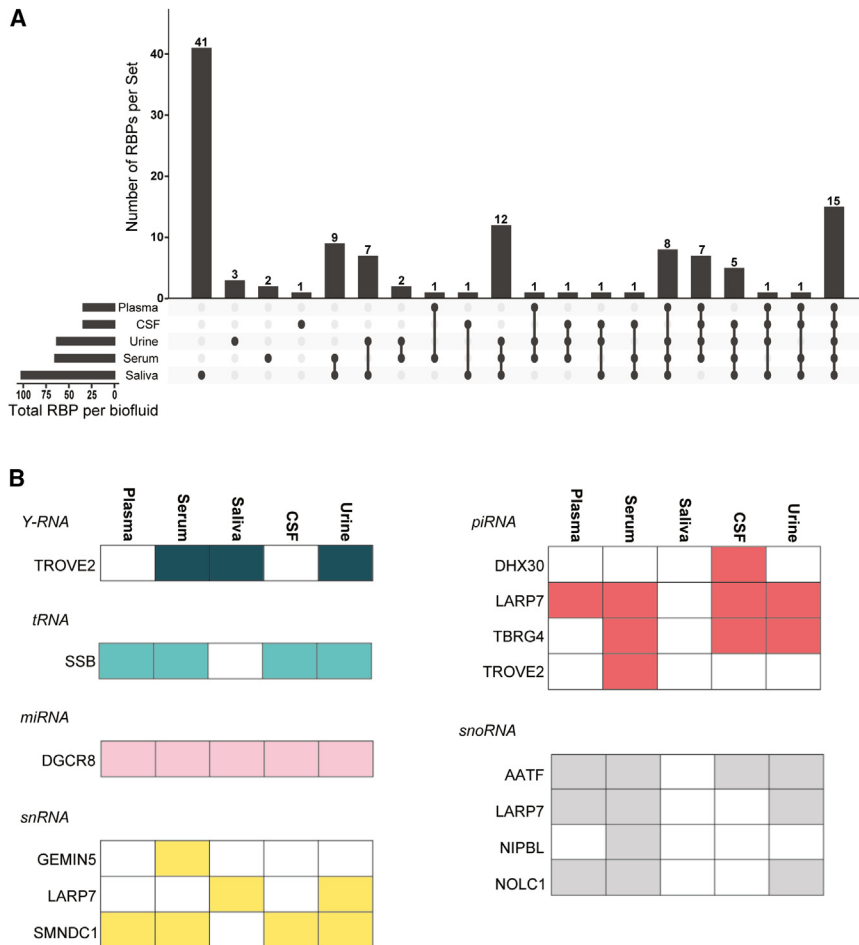 A
Number of RBPs per Set
40
30
20
10
0
41
3
2
1
9
7
2
1
1
12
1
1
1
1
8
7
5
1
1
15
Plasma
CSF
Urine
Serum
Saliva
100 75 50 25 0
Total RBP per biofluid
B
Y-RNA Plasma Serum Saliva CSF Urine
TROVE2
tRNA
SSB
miRNA
DGCR8
snRNA
GEMIN5
LARP7
SMNDC1
piRNA Plasma Serum Saliva CSF Urine
DHX30
LARP7
TBRG4
TROVE2
snoRNA
AATF
LARP7
NIPBL
NOLC1